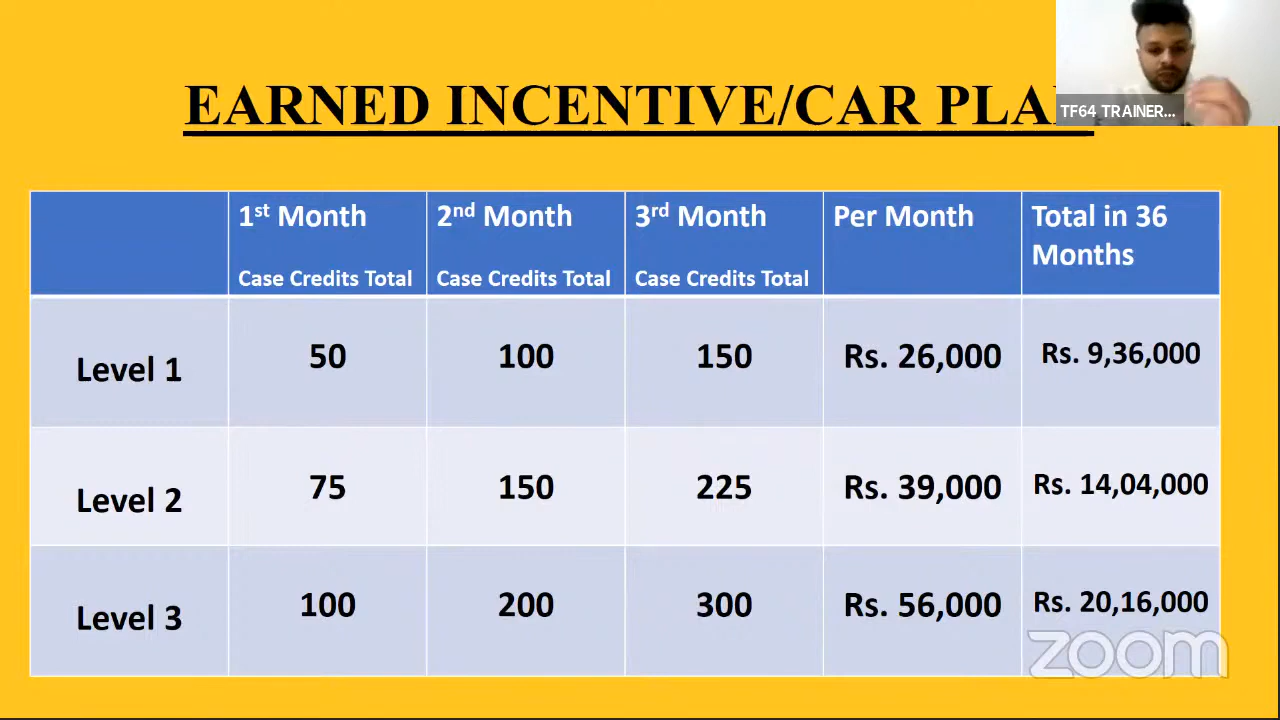 EARNED INCENTIVE/CAR PLA
TF64 TRAINER...
1st Month
Case Credits Total
2nd Month
Case Credits Total
3rd Month
Case Credits Total
Per Month
Total in 36
Months
Level 1
50
100
150
Rs. 26,000
Rs. 9,36,000
Level 2
75
150
225
Rs. 39,000
Rs. 14,04,000
Level 3
100
200
300
Rs. 56,000
Rs. 20,16,000
zoom